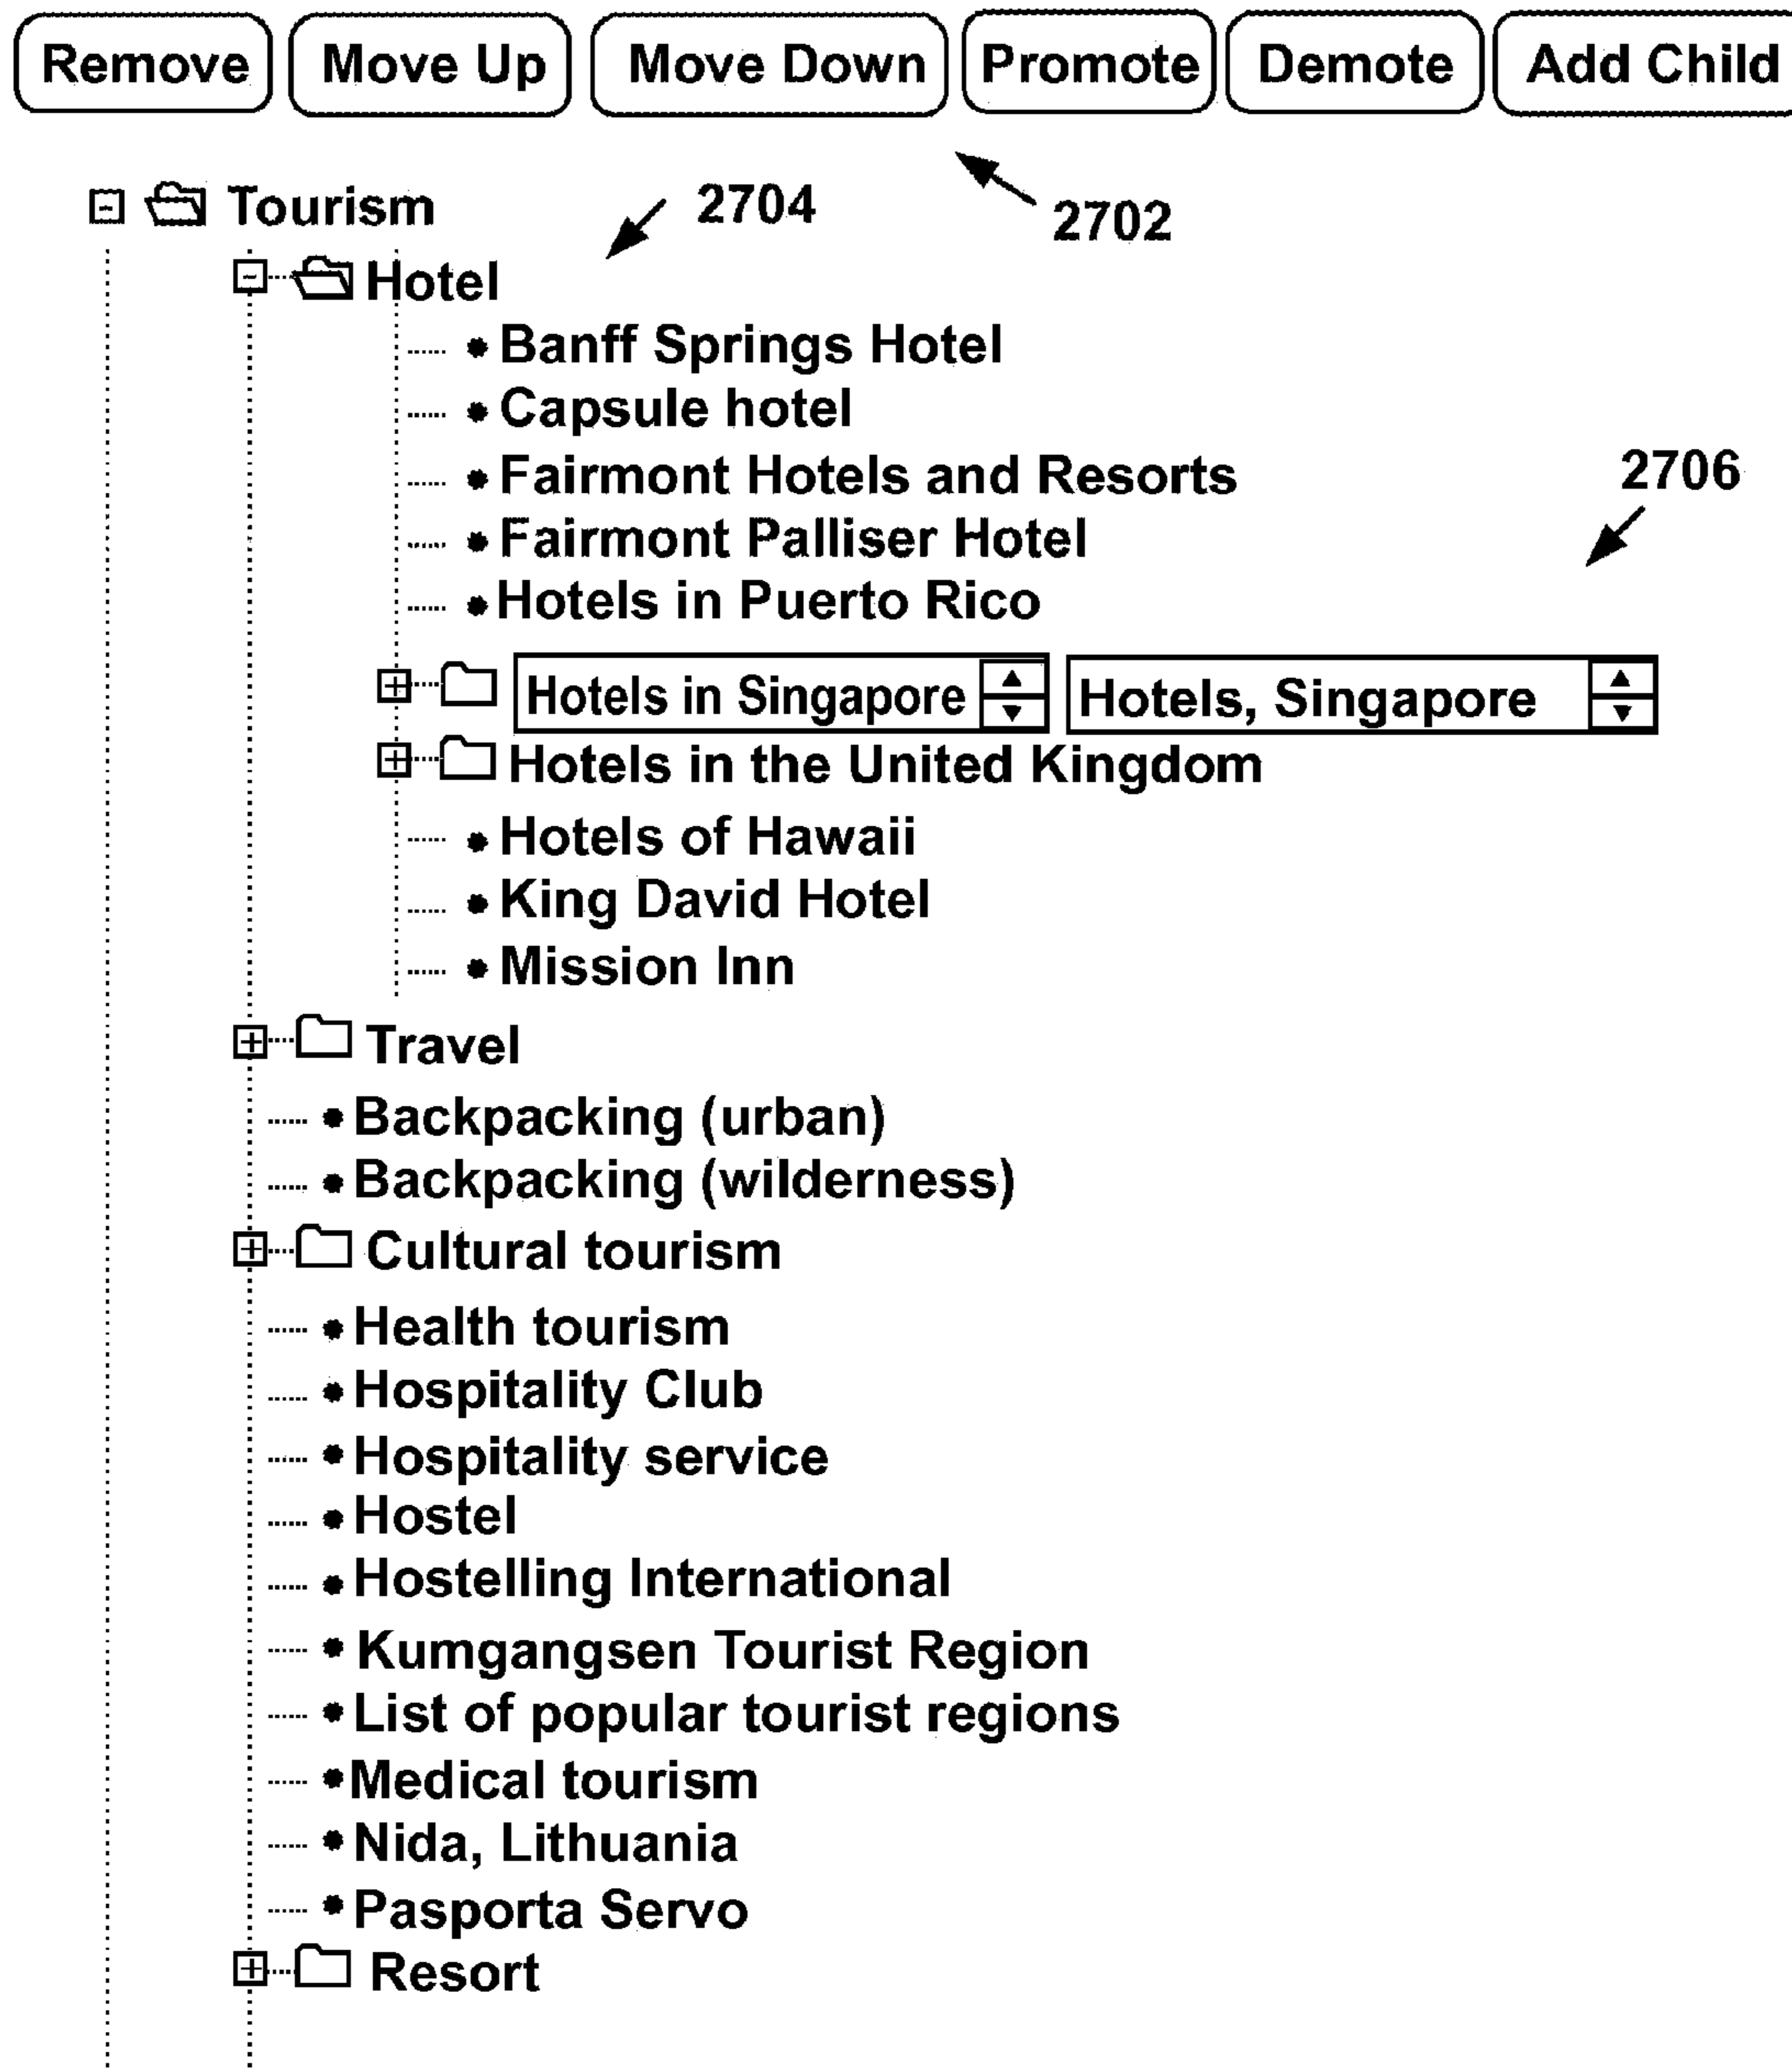 Remove Move Up Move Down Promote Demote Add Child
Tourism
2704
2702
Hotel
Banff Springs Hotel
Capsule hotel
Fairmont Hotels and Resorts
2706
Fairmont Palliser Hotel
Hotels in Puerto Rico
Hotels in Singapore Hotels, Singapore
Hotels in the United Kingdom
Hotels of Hawaii
King David Hotel
Mission Inn
Travel
Backpacking (urban)
Backpacking (wilderness)
Cultural tourism
Health tourism
Hospitality Club
Hospitality service
Hostel
Hostelling International
Kumgangsen Tourist Region
List of popular tourist regions
Medical tourism
Nida, Lithuania
Pasporta Servo
Resort